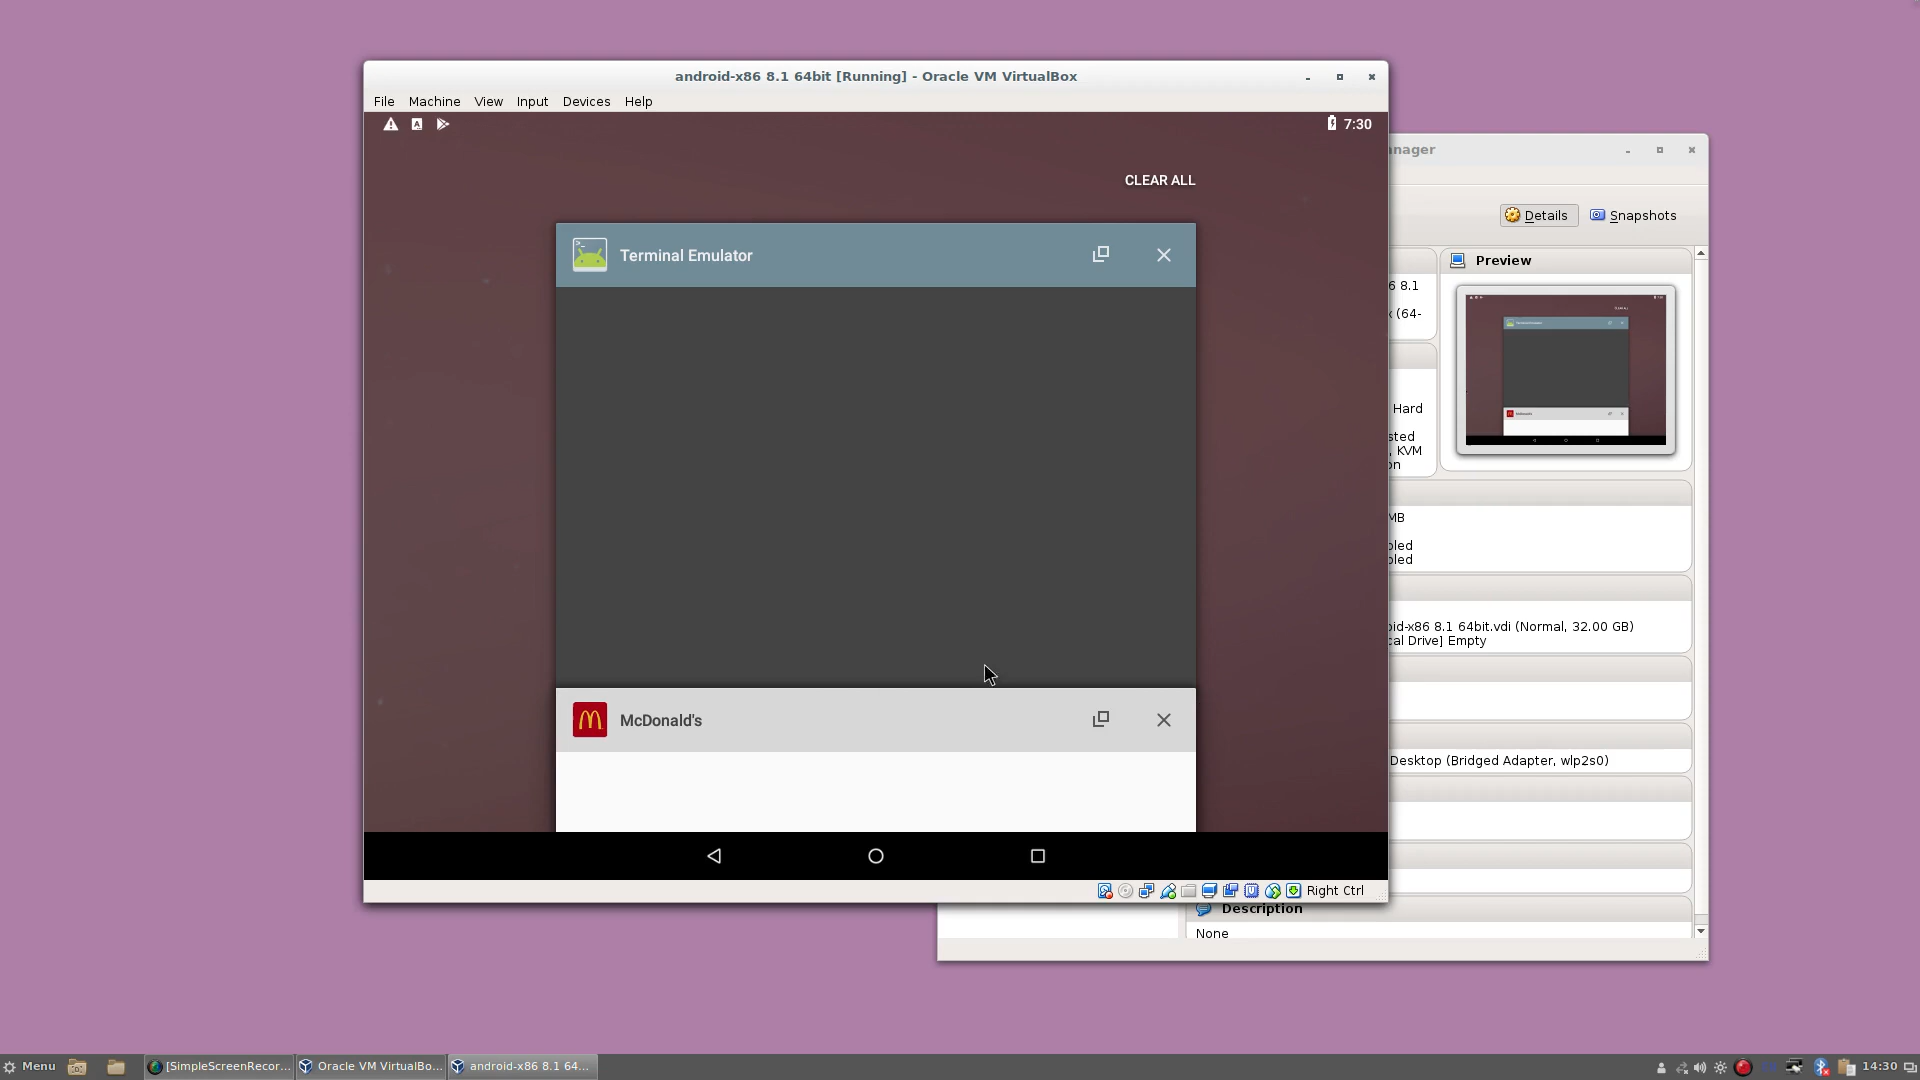 android-x86 8.1 64bit [Running] - Oracle VM VirtualBox
File Machine View Input Devices Help
7:30
CLEAR ALL
Terminal Emulator
McDonald's
Right Ctrl
nager
Details Snapshots
Preview
6 8.1
(64-
Hard
sted
, KVM
on
MB
bled
bled
oid-x86 8.1 64bit.vdi (Normal, 32.00 GB)
cal Drive] Empty
Desktop (Bridged Adapter, wlp2s0)
Description
None
Menu [SimpleScreenRecor... Oracle VM VirtualBo... android-x86 8.1 64... 14:30